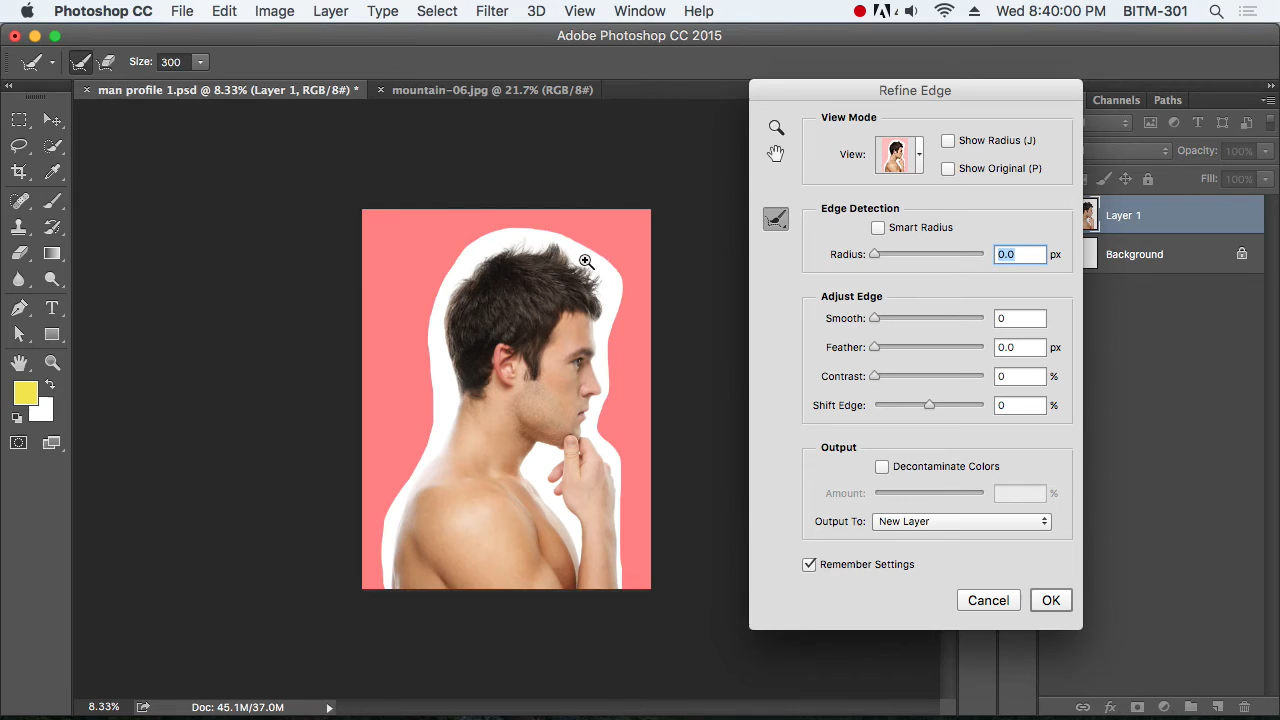 Photoshop CC File Edit Image Layer Type Select Filter 3D View Window Help Wed 8:40:00 PM BITM-301
Adobe Photoshop CC 2015
Size: 300
man profile 1.psd @ 8.33% (Layer 1, RGB/8#) *
mountain-06.jpg @ 21.7% (RGB/8#)
Refine Edge
View Mode
View:
Show Radius (J)
Show Original (P)
Edge Detection
Smart Radius
Radius: 0.0 px
Adjust Edge
Smooth: 0
Feather: 0.0 px
Contrast: 0 %
Shift Edge: 0 %
Output
Decontaminate Colors
Amount: %
Output To: New Layer
Remember Settings
Cancel OK
Channels Paths
Opacity: 100%
Fill: 100%
Layer 1
Background
8.33% Doc: 45.1M/37.0M